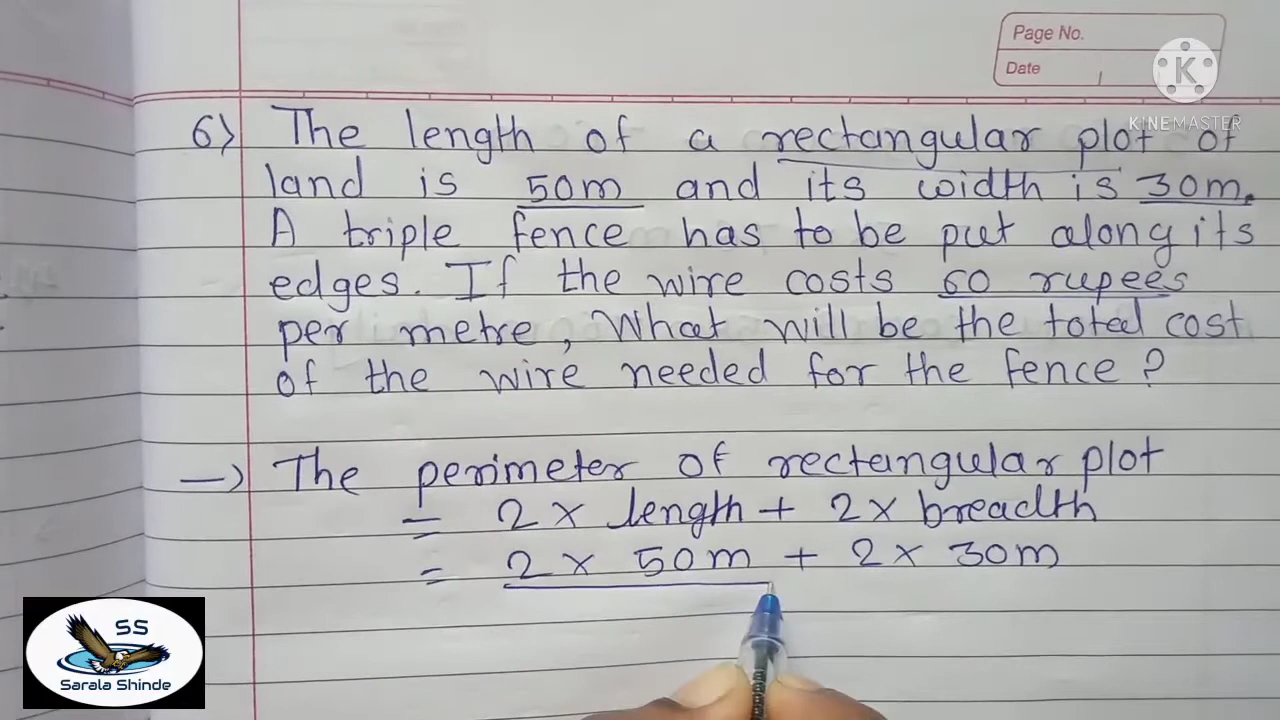 Page No.
Date
KINEMASTER
6) The length of a rectangular plot of
land is 50m and its width is 30m.
A triple fence has to be put along its
edges. If the wire costs 60 rupees
per metre, What will be the total cost
of the wire needed for the fence?
→ The perimeter of rectangular plot
= 2 × length + 2 × breadth
= 2 × 50m + 2 × 30m
SS
Sarala Shinde